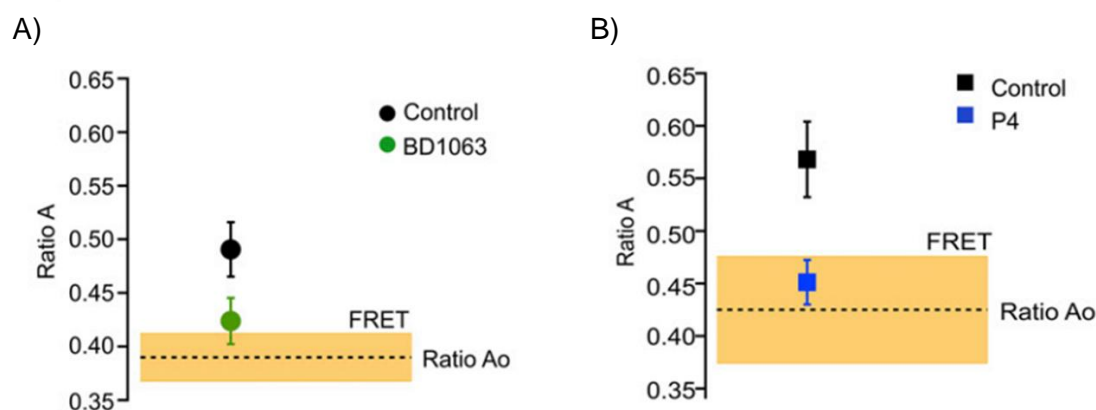 A)
0.65
0.60
0.55
0.50
0.45
0.40
0.35
Ratio A
Control
BD1063
FRET
Ratio Ao
B)
0.65
0.60
0.55
0.50
0.45
0.40
0.35
Ratio A
Control
P4
FRET
Ratio Ao